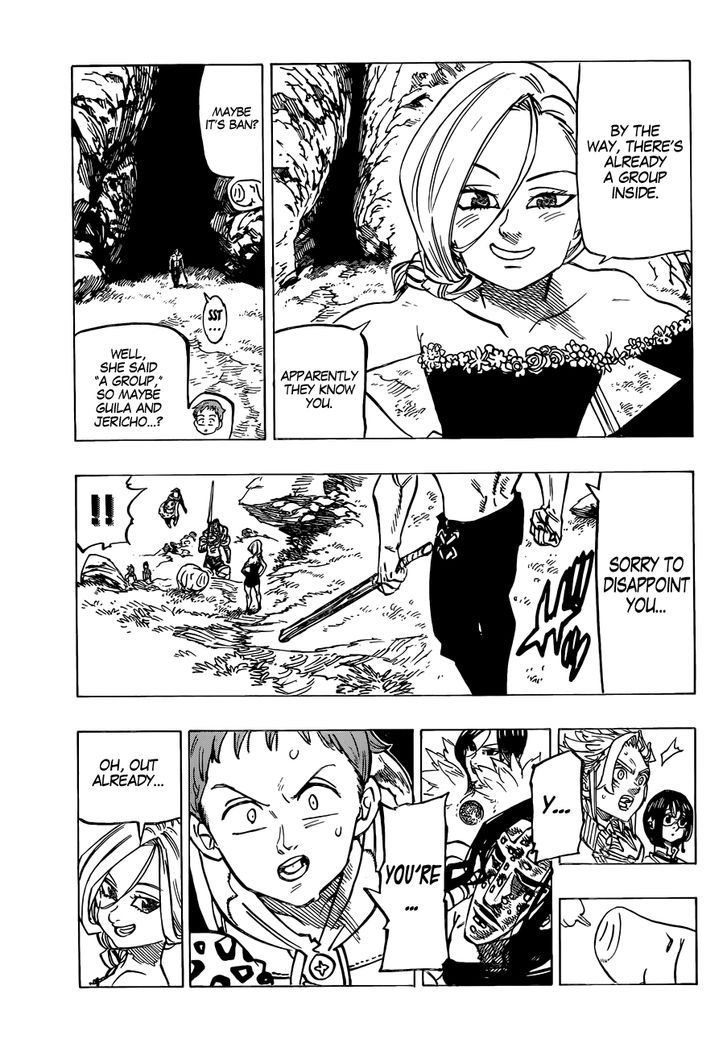 BY THE
WAY, THERE'S
ALREADY
A GROUP
INSIDE.
APPARENTLY
THEY KNOW
YOU.
MAYBE
IT'S BAN?
SST
...
WELL,
SHE SAID
"A GROUP,"
SO MAYBE
GUILA AND
JERICHO...?
SORRY TO
DISAPPOINT
YOU...
!!
Y...
YOU'RE
...
OH, OUT
ALREADY...